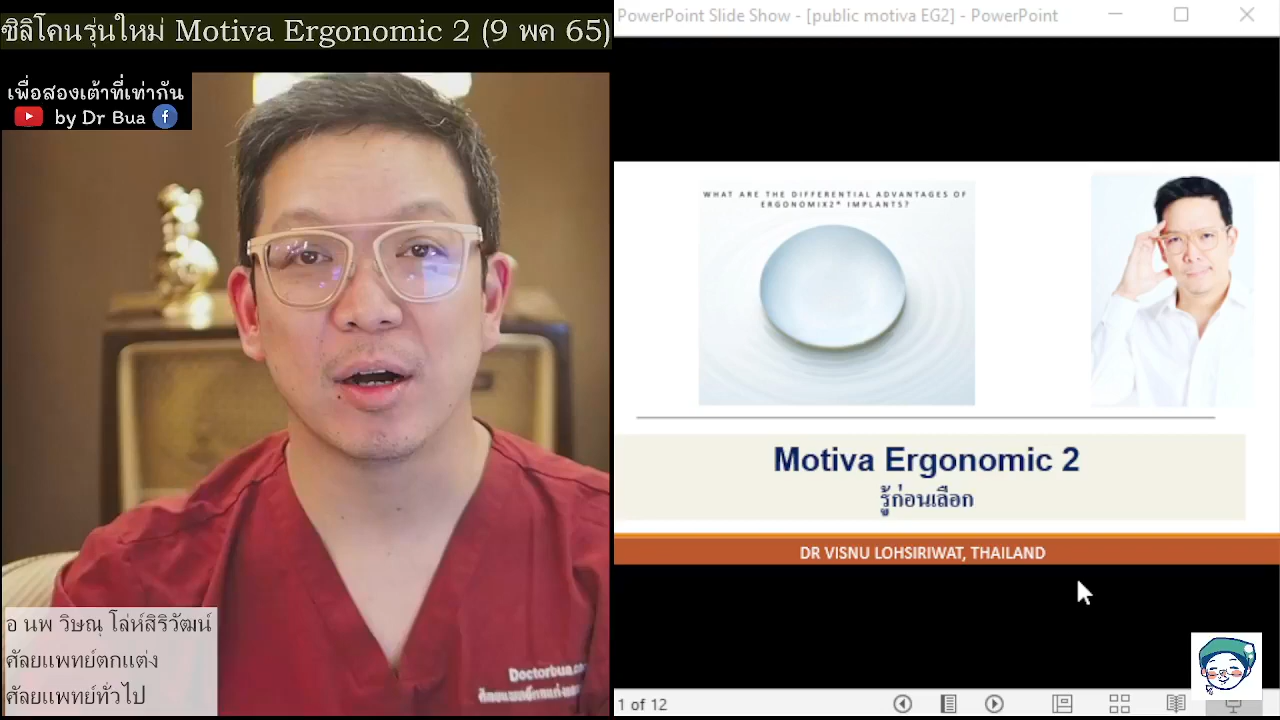 ซิลิโคนรุ่นใหม่ Motiva Ergonomic 2 (9 พค 65)
เพื่อสองเต้าที่เท่ากัน
by Dr Bua
อ นพ วิษณุ โล่ห์สิริวัฒน์
ศัลยแพทย์ตกแต่ง
ศัลยแพทย์ทั่วไป
Doctorbua.co
PowerPoint Slide Show - [public motiva EG2] - PowerPoint
WHAT ARE THE DIFFERENTIAL ADVANTAGES OF
ERGONOMIX2® IMPLANTS?
Motiva Ergonomic 2
รู้ก่อนเลือก
DR VISNU LOHSIRIWAT, THAILAND
1 of 12